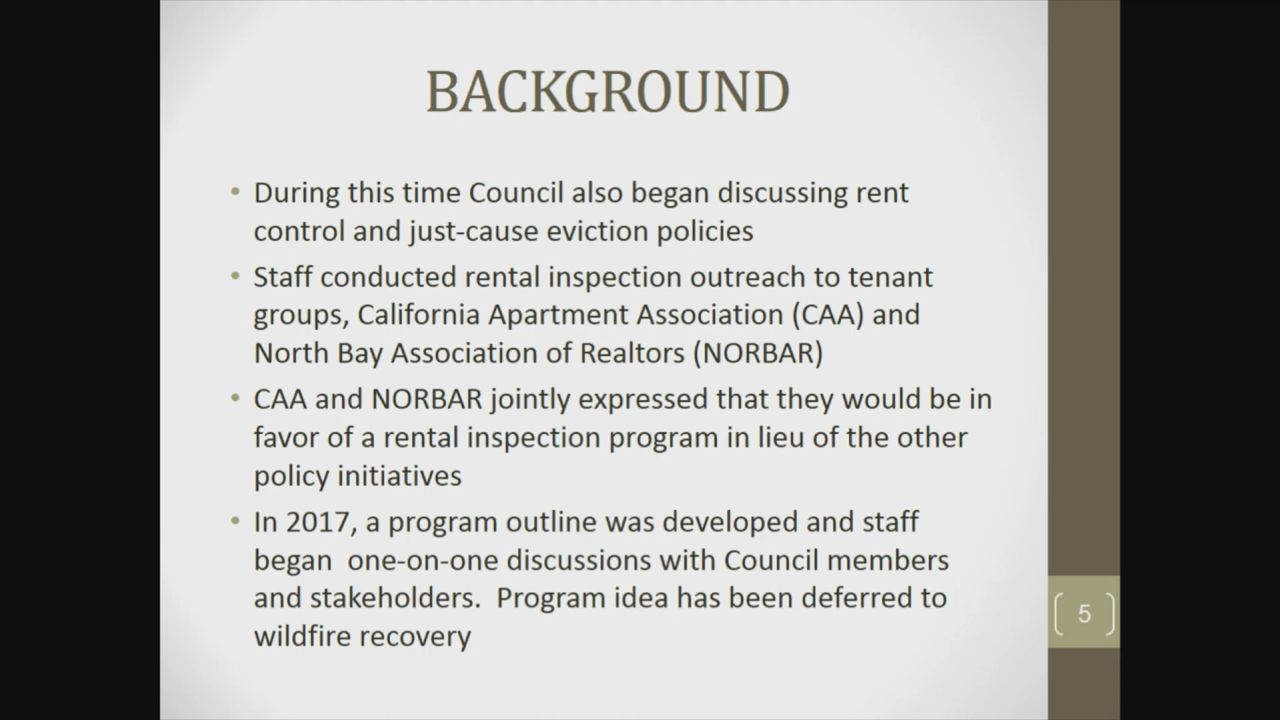 BACKGROUND
• During this time Council also began discussing rent
control and just-cause eviction policies
• Staff conducted rental inspection outreach to tenant
groups, California Apartment Association (CAA) and
North Bay Association of Realtors (NORBAR)
• CAA and NORBAR jointly expressed that they would be in
favor of a rental inspection program in lieu of the other
policy initiatives
• In 2017, a program outline was developed and staff
began  one-on-one discussions with Council members
and stakeholders.  Program idea has been deferred to
wildfire recovery
5